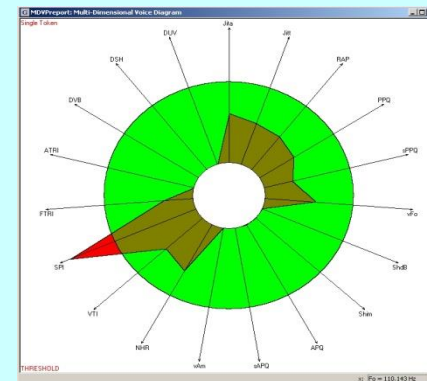 MDVPreport: Multi-Dimensional Voice Diagram
Single Token
Jita
Jitt
RAP
PPQ
sPPQ
vFo
ShdB
Shim
APQ
sAPQ
vAm
NHR
VTI
SPI
FTRI
ATRI
DVB
DSH
DUV
THRESHOLD
Fo = 110.143 Hz